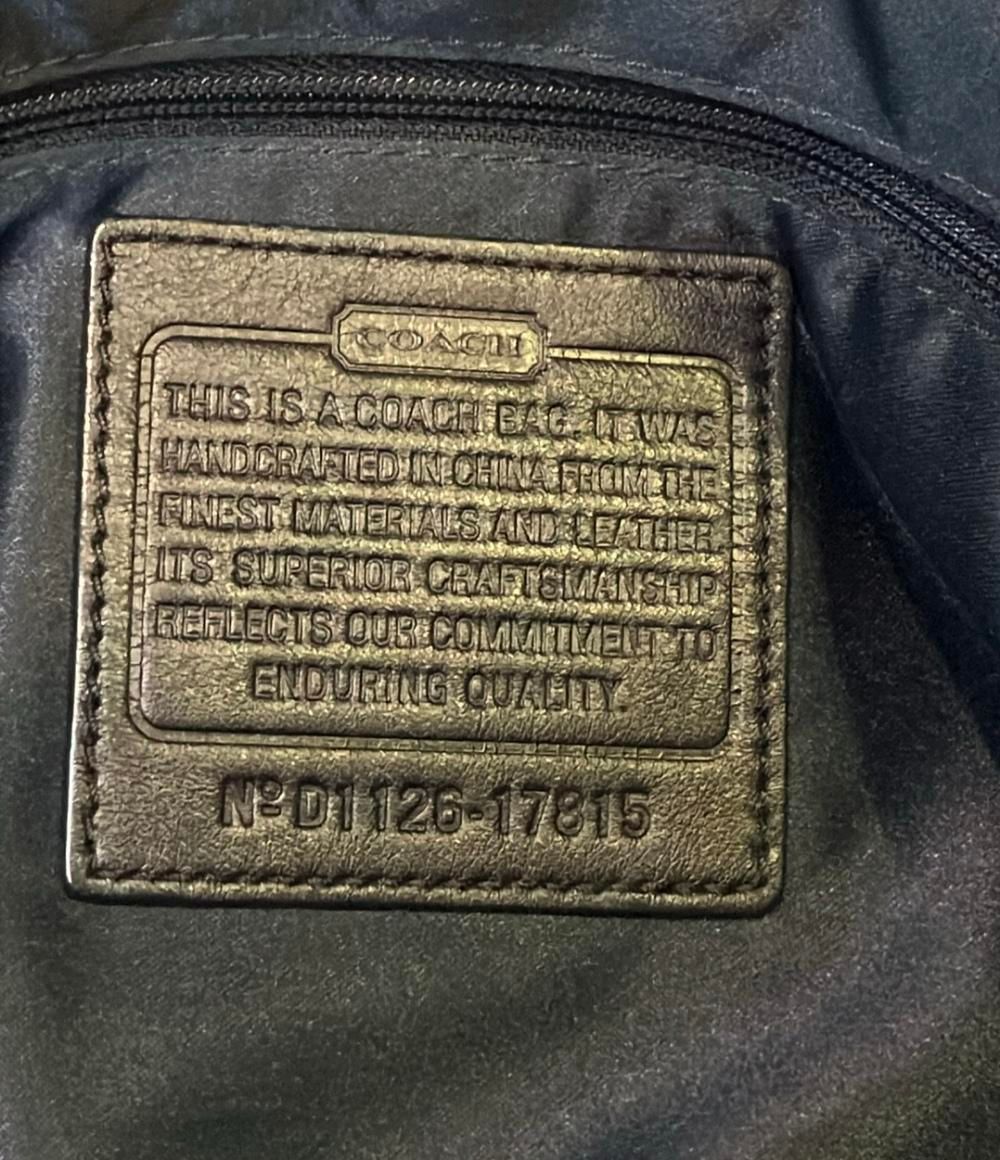 COACH
THIS IS A COACH BAG. IT WAS
HANDCRAFTED IN CHINA FROM THE
FINEST MATERIALS AND LEATHER
ITS SUPERIOR CRAFTSMANSHIP
REFLECTS OUR COMMITMENT TO
ENDURING QUALITY.
Nº D1126-17815